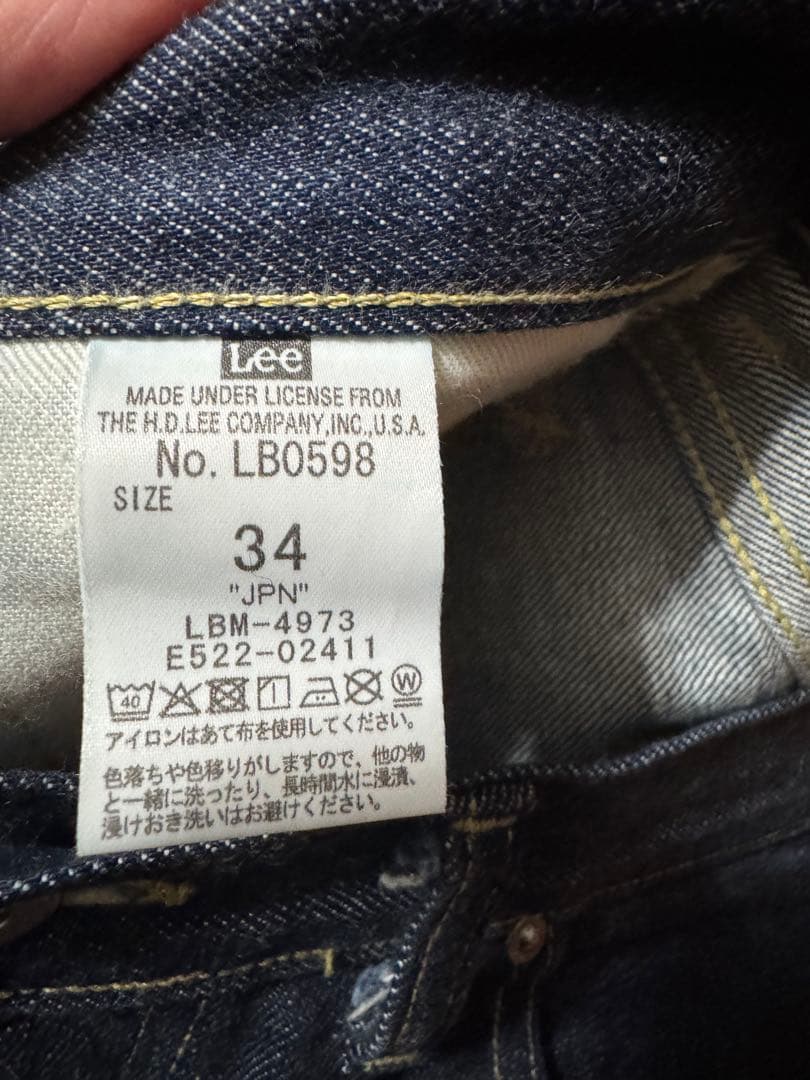 Lee
MADE UNDER LICENSE FROM
THE H.D.LEE COMPANY,INC.,U.S.A.
No. LB0598
SIZE
34
"JPN"
LBM-4973
E522-02411
40 W
アイロンはあて布を使用してください。
色落ちや色移りがしますので、他の物
と一緒に洗ったり、長時間水に浸漬、
浸けおき洗いはお避けください。